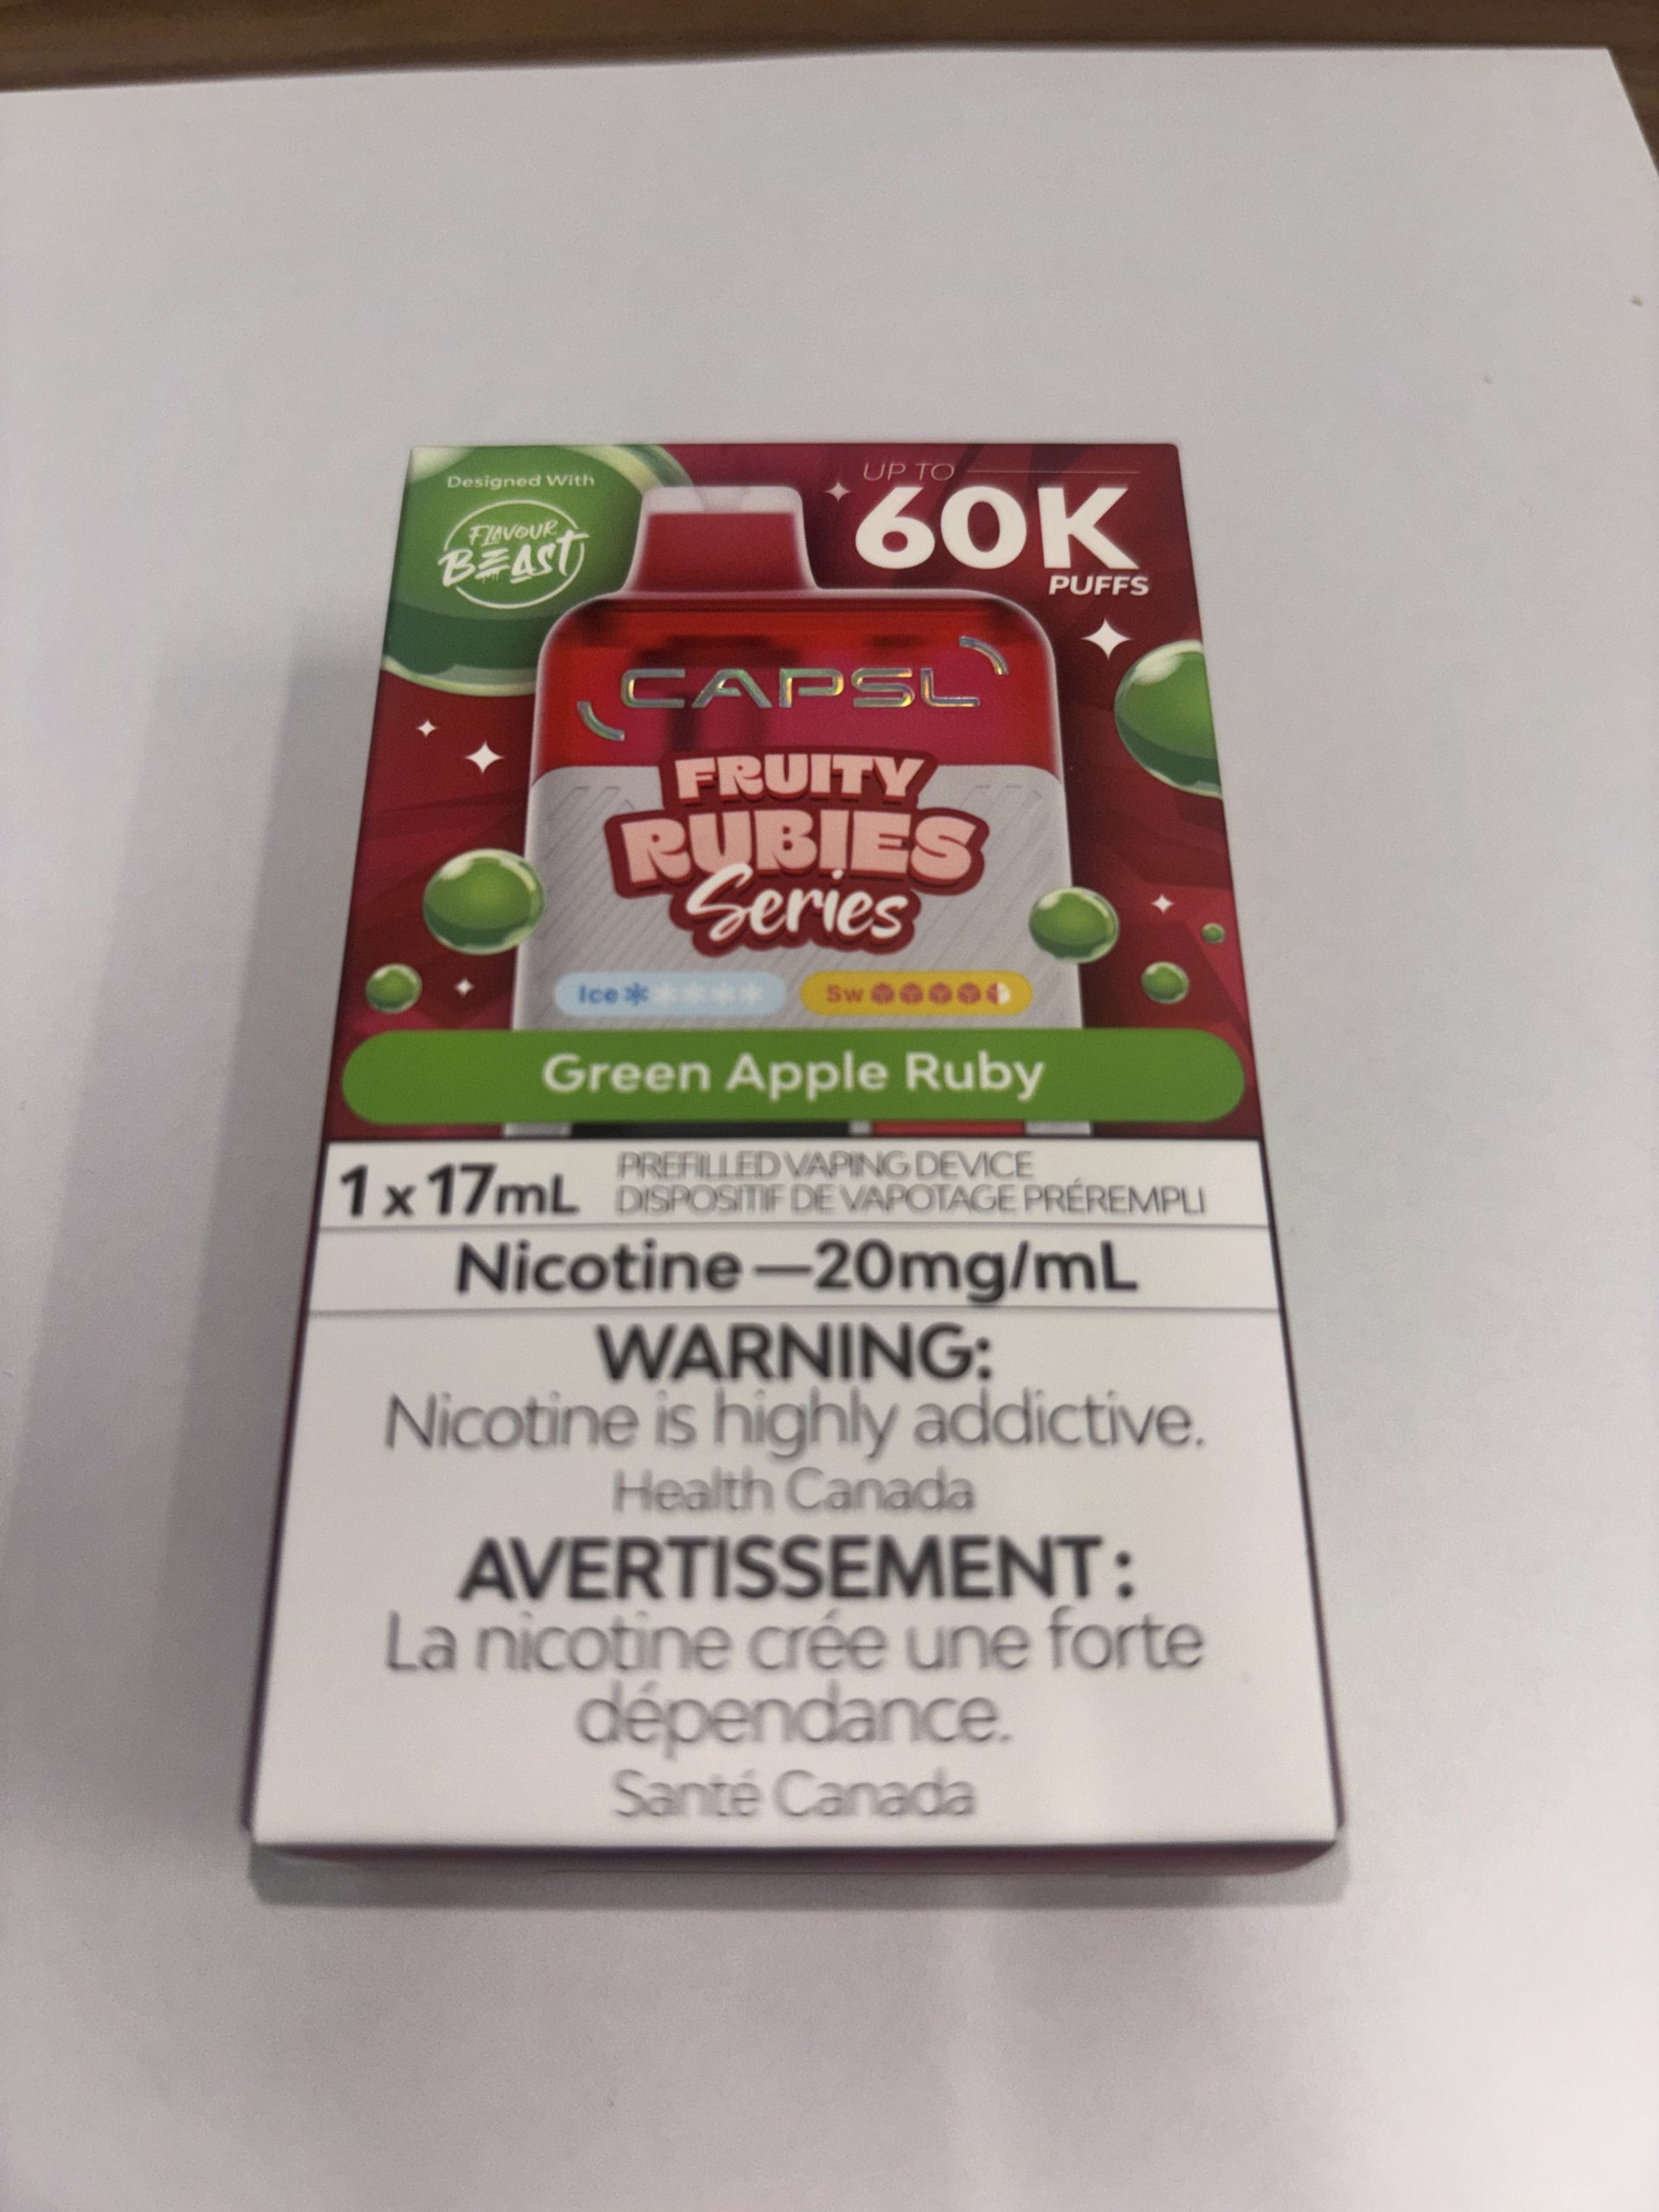 Designed With
FLAVOUR
BEAST
UP TO
60K
PUFFS
CAPSL
FRUITY
RUBIES
Series
Ice
Sw
Green Apple Ruby
1 x 17mL
PREFILLED VAPING DEVICE
DISPOSITIF DE VAPOTAGE PRÉREMPLI
Nicotine—20mg/mL
WARNING:
Nicotine is highly addictive.
Health Canada
AVERTISSEMENT :
La nicotine crée une forte
dépendance.
Santé Canada